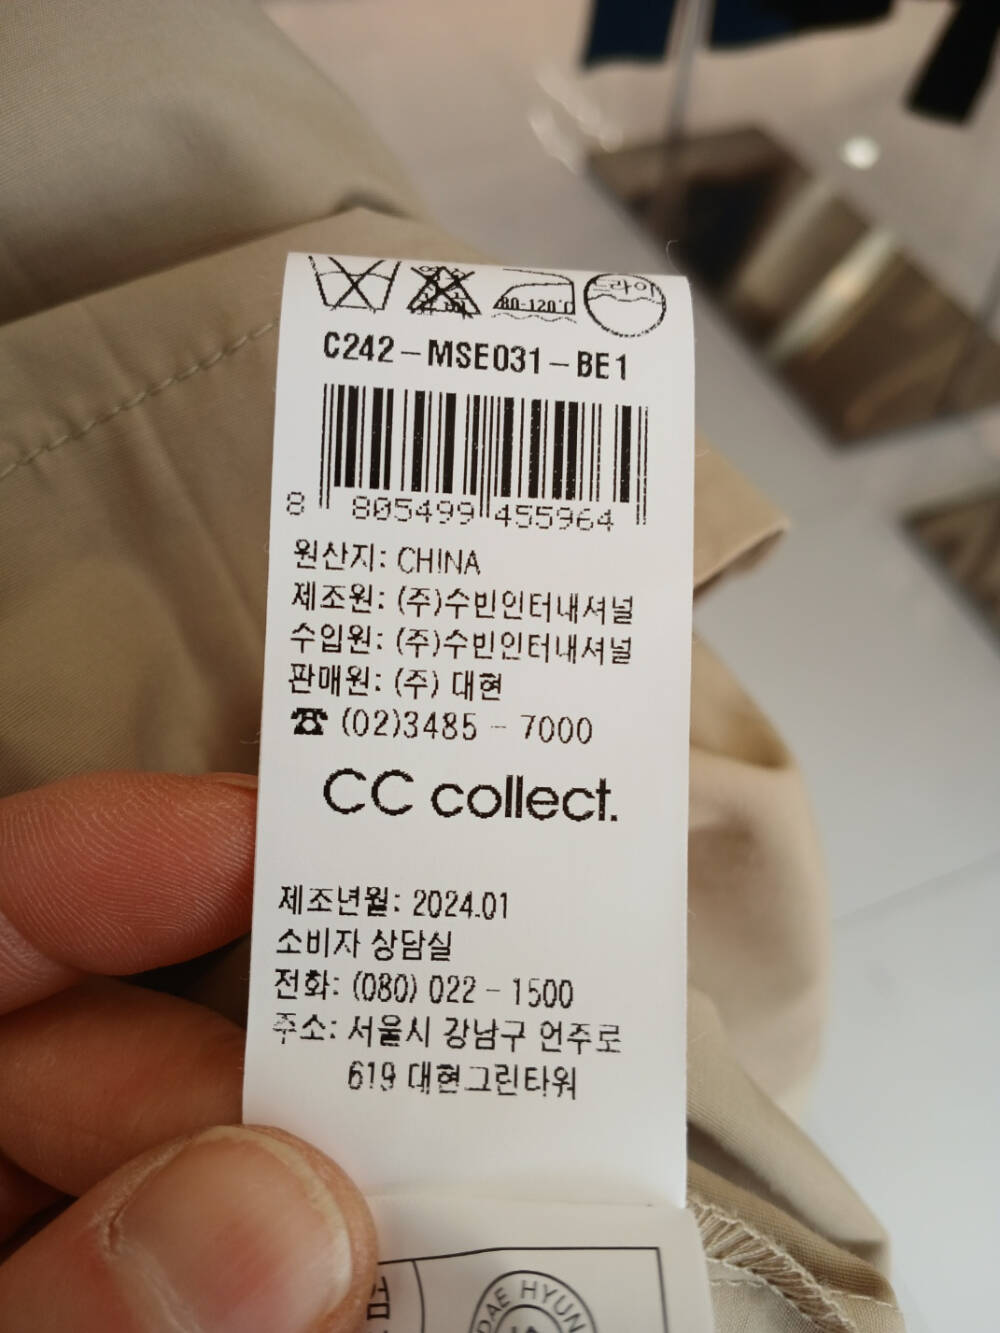 80-120°C
드라이
C242-MSE031-BE1
8 805499 455964
원산지: CHINA
제조원: (주)수빈인터내셔널
수입원: (주)수빈인터내셔널
판매원: (주) 대현
☎ (02)3485 - 7000
CC collect.
제조년월: 2024.01
소비자 상담실
전화: (080) 022 - 1500
주소: 서울시 강남구 언주로
619 대현그린타워
DAE HYUN